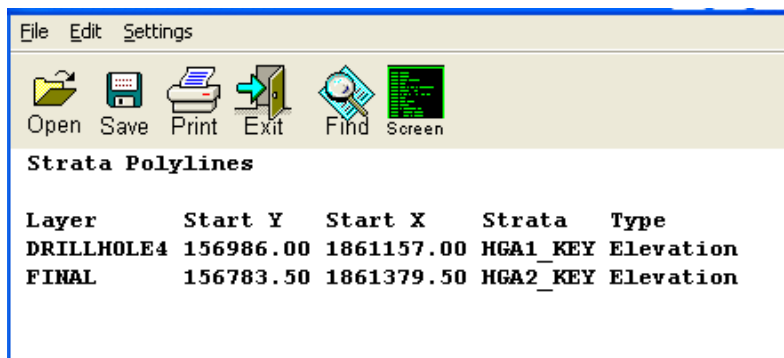 File Edit Settings
Open Save Print Exit Find Screen
Strata Polylines
Layer Start Y Start X Strata Type
DRILLHOLE4 156986.00 1861157.00 HGA1_KEY Elevation
FINAL 156783.50 1861379.50 HGA2_KEY Elevation